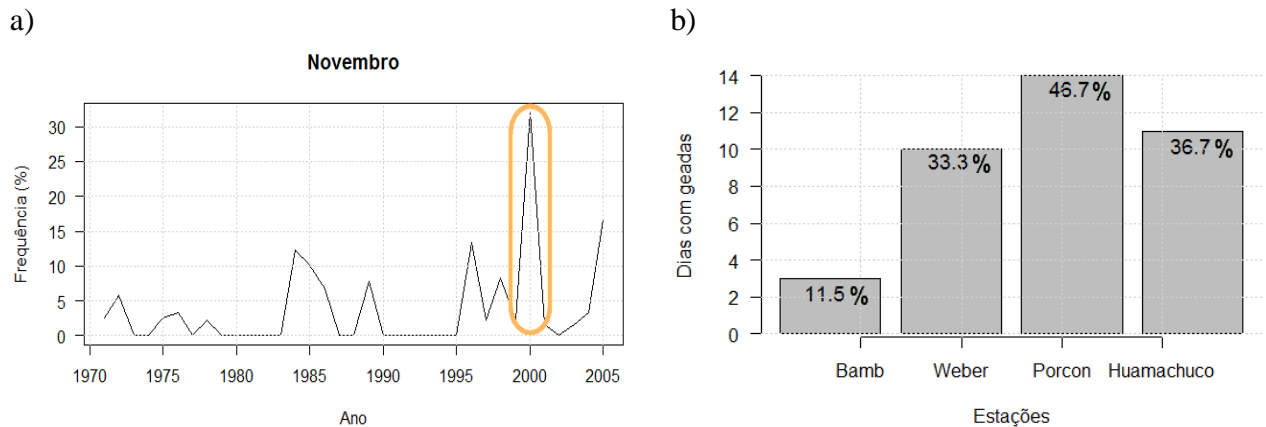 a)
Novembro
Frequência (%)
30
25
20
15
10
5
0
1970 1975 1980 1985 1990 1995 2000 2005
Ano
b)
Dias com geadas
14
12
10
8
6
4
2
0
11.5 %
33.3 %
46.7 %
36.7 %
Bamb Weber Porcon Huamachuco
Estações